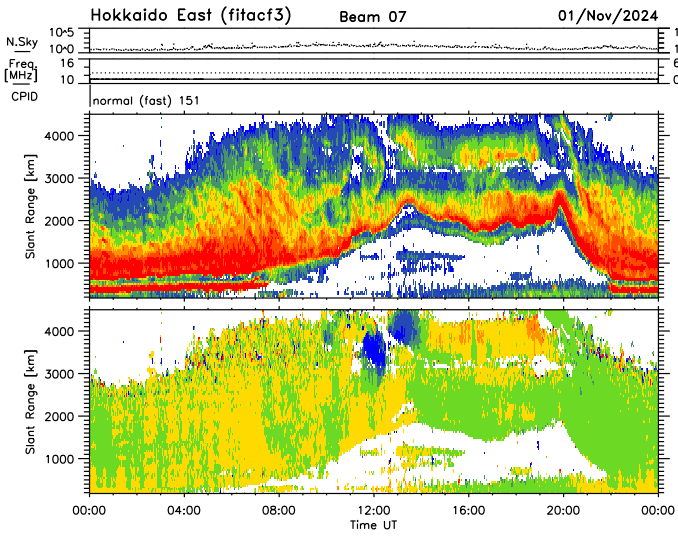 Hokkaido East (fitacf3) Beam 07 01/Nov/2024
N.Sky 10^5 10^0
Freq. [MHz] 16 10
CPID normal (fast) 151
Slant Range [km] 4000 3000 2000 1000
Slant Range [km] 4000 3000 2000 1000
00:00 04:00 08:00 12:00 16:00 20:00 00:00
Time UT